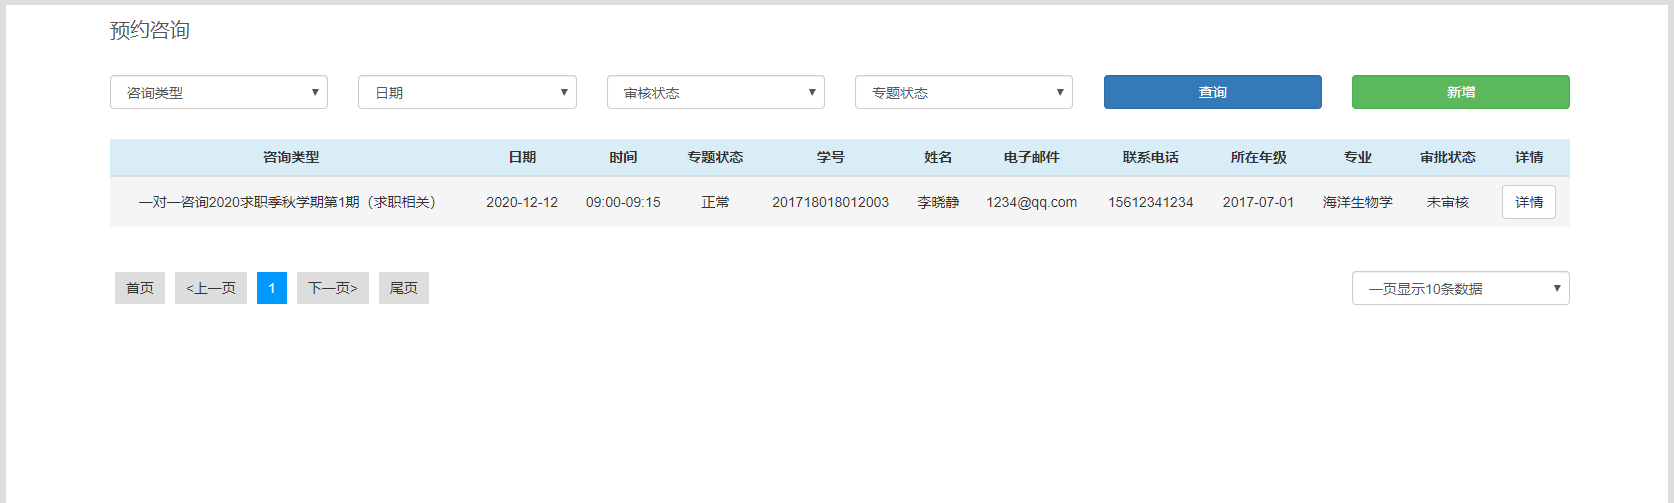 预约咨询
咨询类型 日期 审核状态 专题状态 查询 新增
咨询类型 日期 时间 专题状态 学号 姓名 电子邮件 联系电话 所在年级 专业 审批状态 详情
一对一咨询2020求职季秋学期第1期（求职相关） 2020-12-12 09:00-09:15 正常 201718018012003 李晓静 1234@qq.com 15612341234 2017-07-01 海洋生物学 未审核 详情
首页 <上一页 1 下一页> 尾页 一页显示10条数据